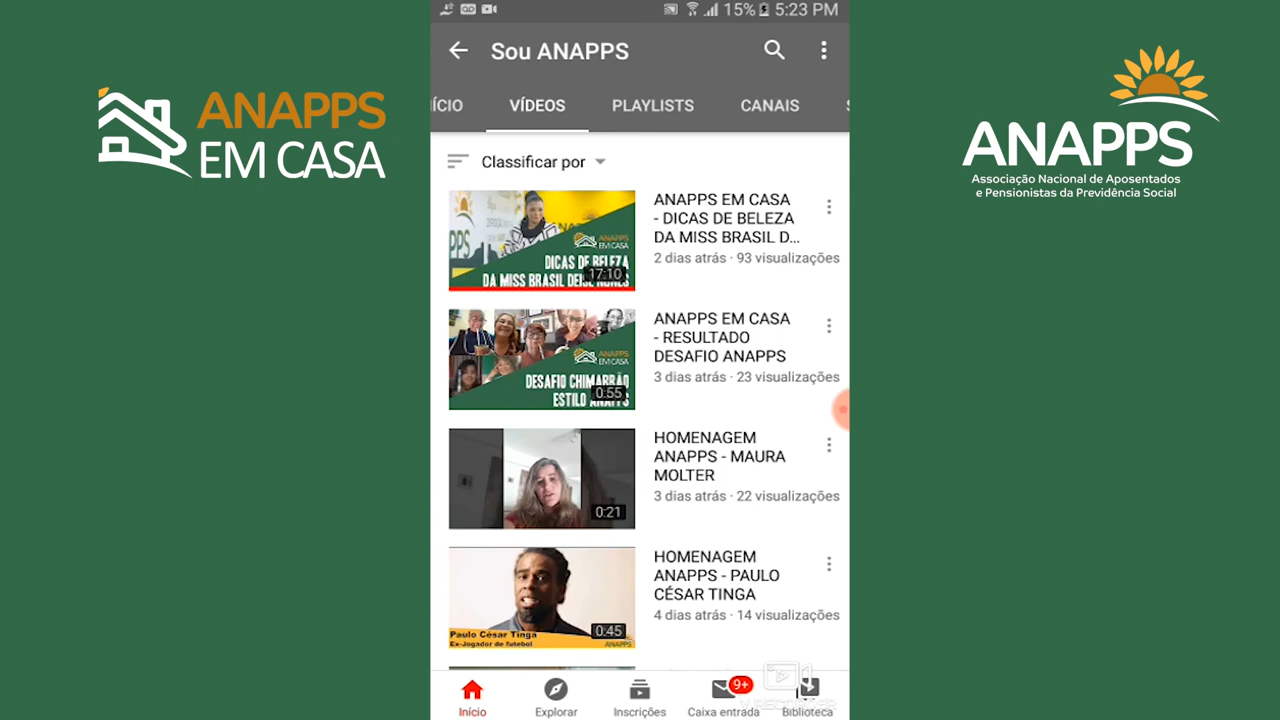 ANAPPS
EM CASA
15% 5:23 PM
Sou ANAPPS
ÍCIO VÍDEOS PLAYLISTS CANAIS
Classificar por
DICAS DE BELEZA
DA MISS BRASIL DEISE NUNES
17:10
ANAPPS EM CASA
- DICAS DE BELEZA
DA MISS BRASIL D...
2 dias atrás · 93 visualizações
ANAPPS
EM CASA
DESAFIO CHIMARRÃO
ESTILO ANAPPS
0:55
ANAPPS EM CASA
- RESULTADO
DESAFIO ANAPPS
3 dias atrás · 23 visualizações
0:21
HOMENAGEM
ANAPPS - MAURA
MOLTER
3 dias atrás · 22 visualizações
Paulo César Tinga
Ex-Jogador de futebol
0:45
ANAPPS
HOMENAGEM
ANAPPS - PAULO
CÉSAR TINGA
4 dias atrás · 14 visualizações
9+
Início Explorar Inscrições Caixa entrada Biblioteca
ANAPPS
Associação Nacional de Aposentados
e Pensionistas da Previdência Social